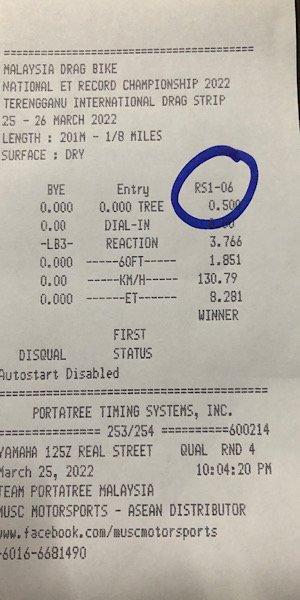 ==============================
MALAYSIA DRAG BIKE
NATIONAL ET RECORD CHAMPIONSHIP 2022
TERENGGANU INTERNATIONAL DRAG STRIP
25 - 26 MARCH 2022
LENGTH : 201M - 1/8 MILES
SURFACE : DRY
BYE Entry RS1-06
0.000 0.000 TREE 0.500
0.00 DIAL-IN
-LB3- REACTION 3.766
0.000 ------60FT----- 1.851
0.00 -----KM/H----- 130.79
0.000 ------ET------ 8.281
WINNER
FIRST
DISQUAL STATUS
Autostart Disabled
==============================
PORTATREE TIMING SYSTEMS, INC.
============== 253/254 ==========600214
YAMAHA 125Z REAL STREET QUAL RND 4
March 25, 2022 10:04:20 PM
TEAM PORTATREE MALAYSIA
MUSC MOTORSPORTS - ASEAN DISTRIBUTOR
www.facebook.com/muscmotorsports
-6016-6681490